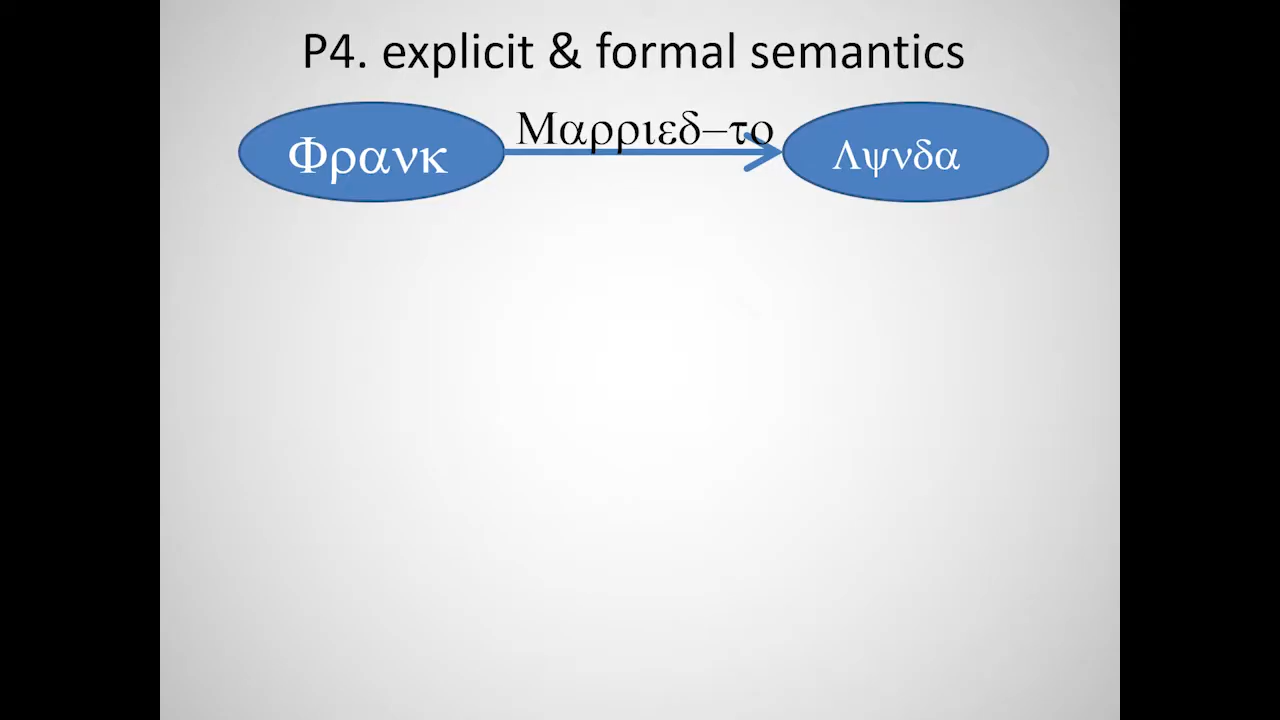 P4. explicit & formal semantics
Μαρριεδ–το
Φρανκ
Λψνδα